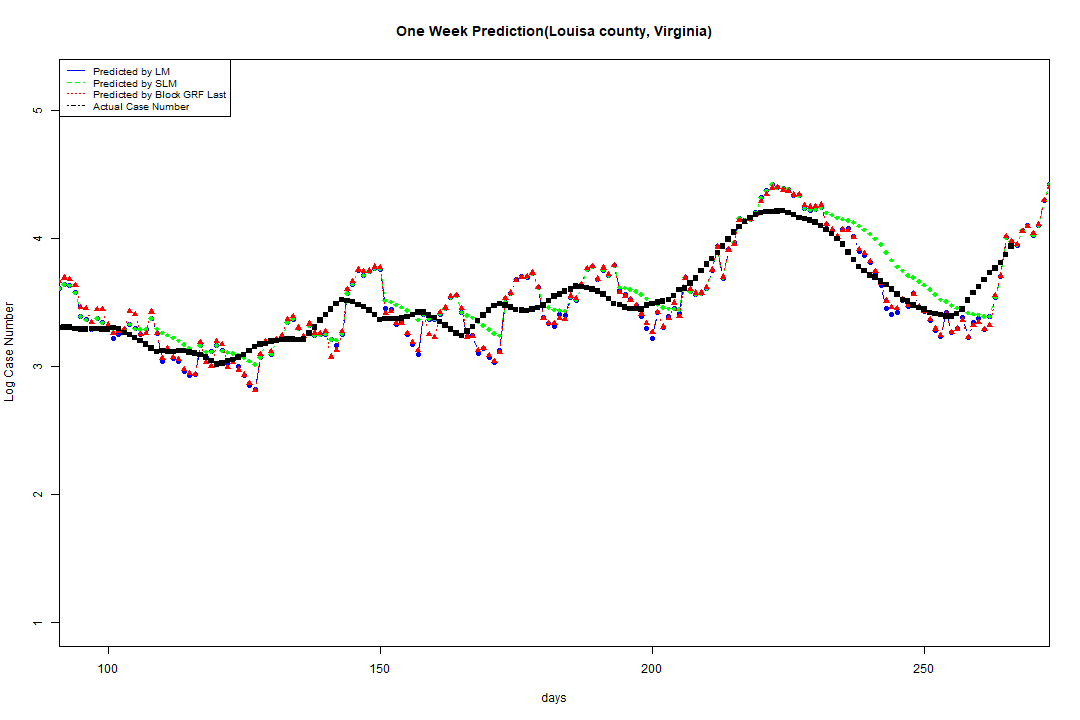 One Week Prediction(Louisa county, Virginia)
Predicted by LM
Predicted by SLM
Predicted by Block GRF Last
Actual Case Number
5
4
3
2
1
Log Case Number
100 150 200 250
days